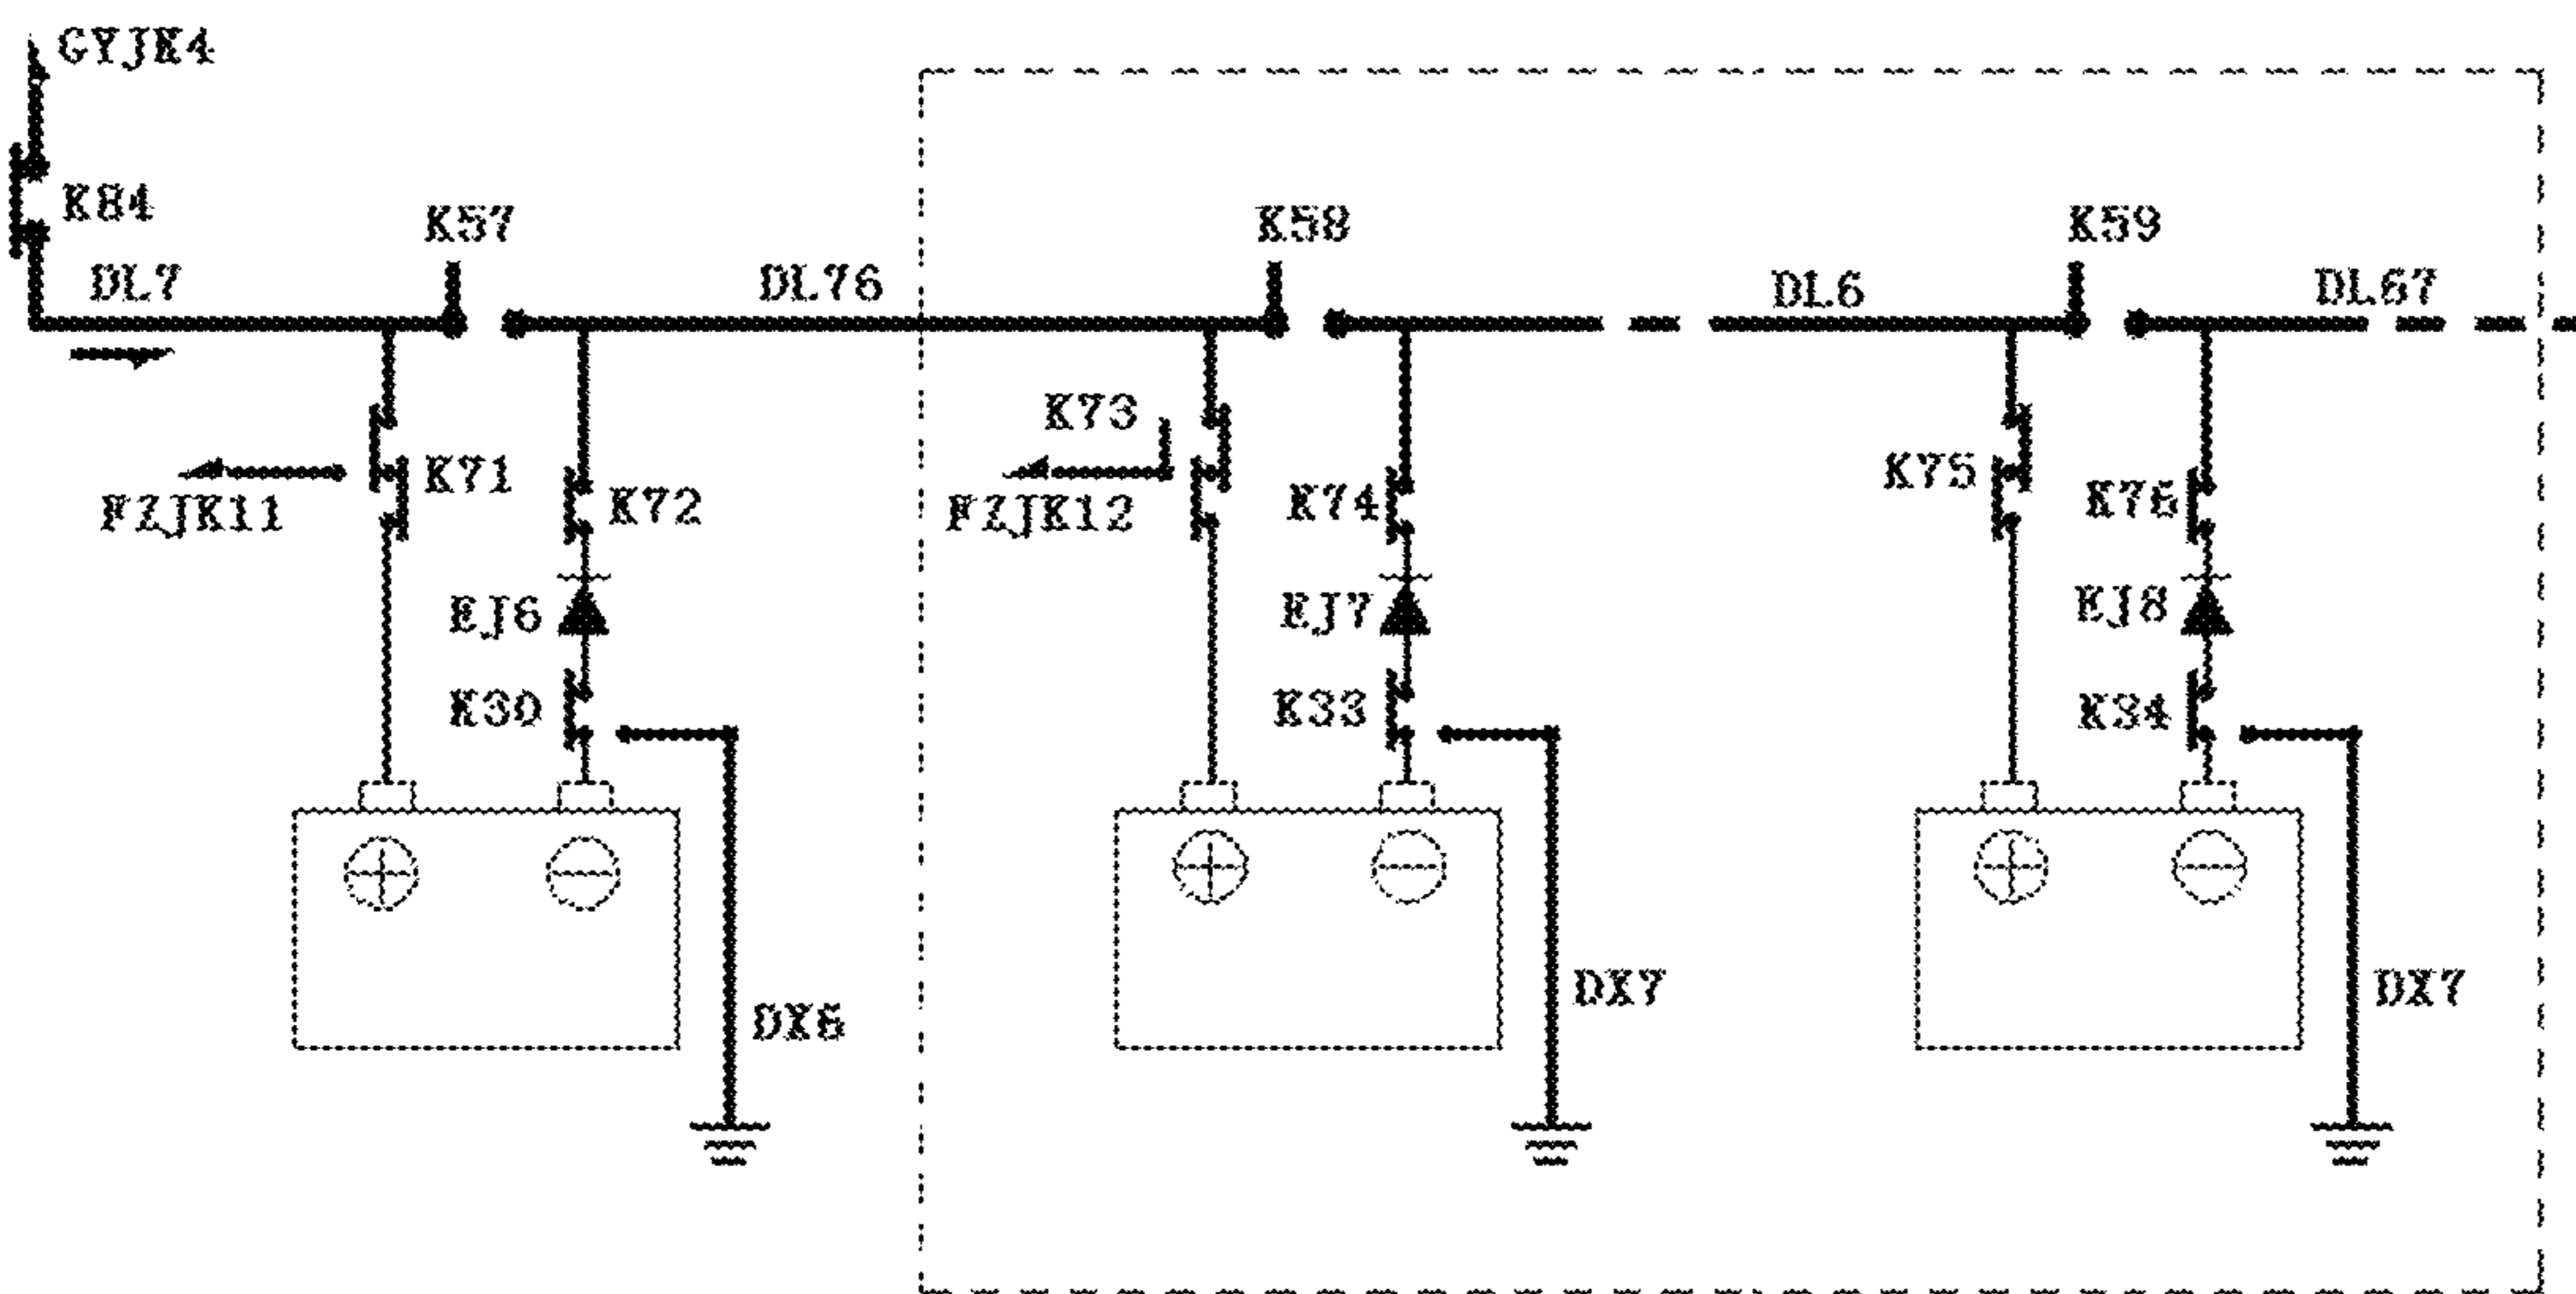 GYJK4
K84
K57
K58
K59
DL7
DL76
DL6
DL67
K73
K71
K75
K72
K74
K76
FZJK11
FZJK12
EJ6
EJ7
EJ8
K30
K33
K34
DX6
DX7
DX7